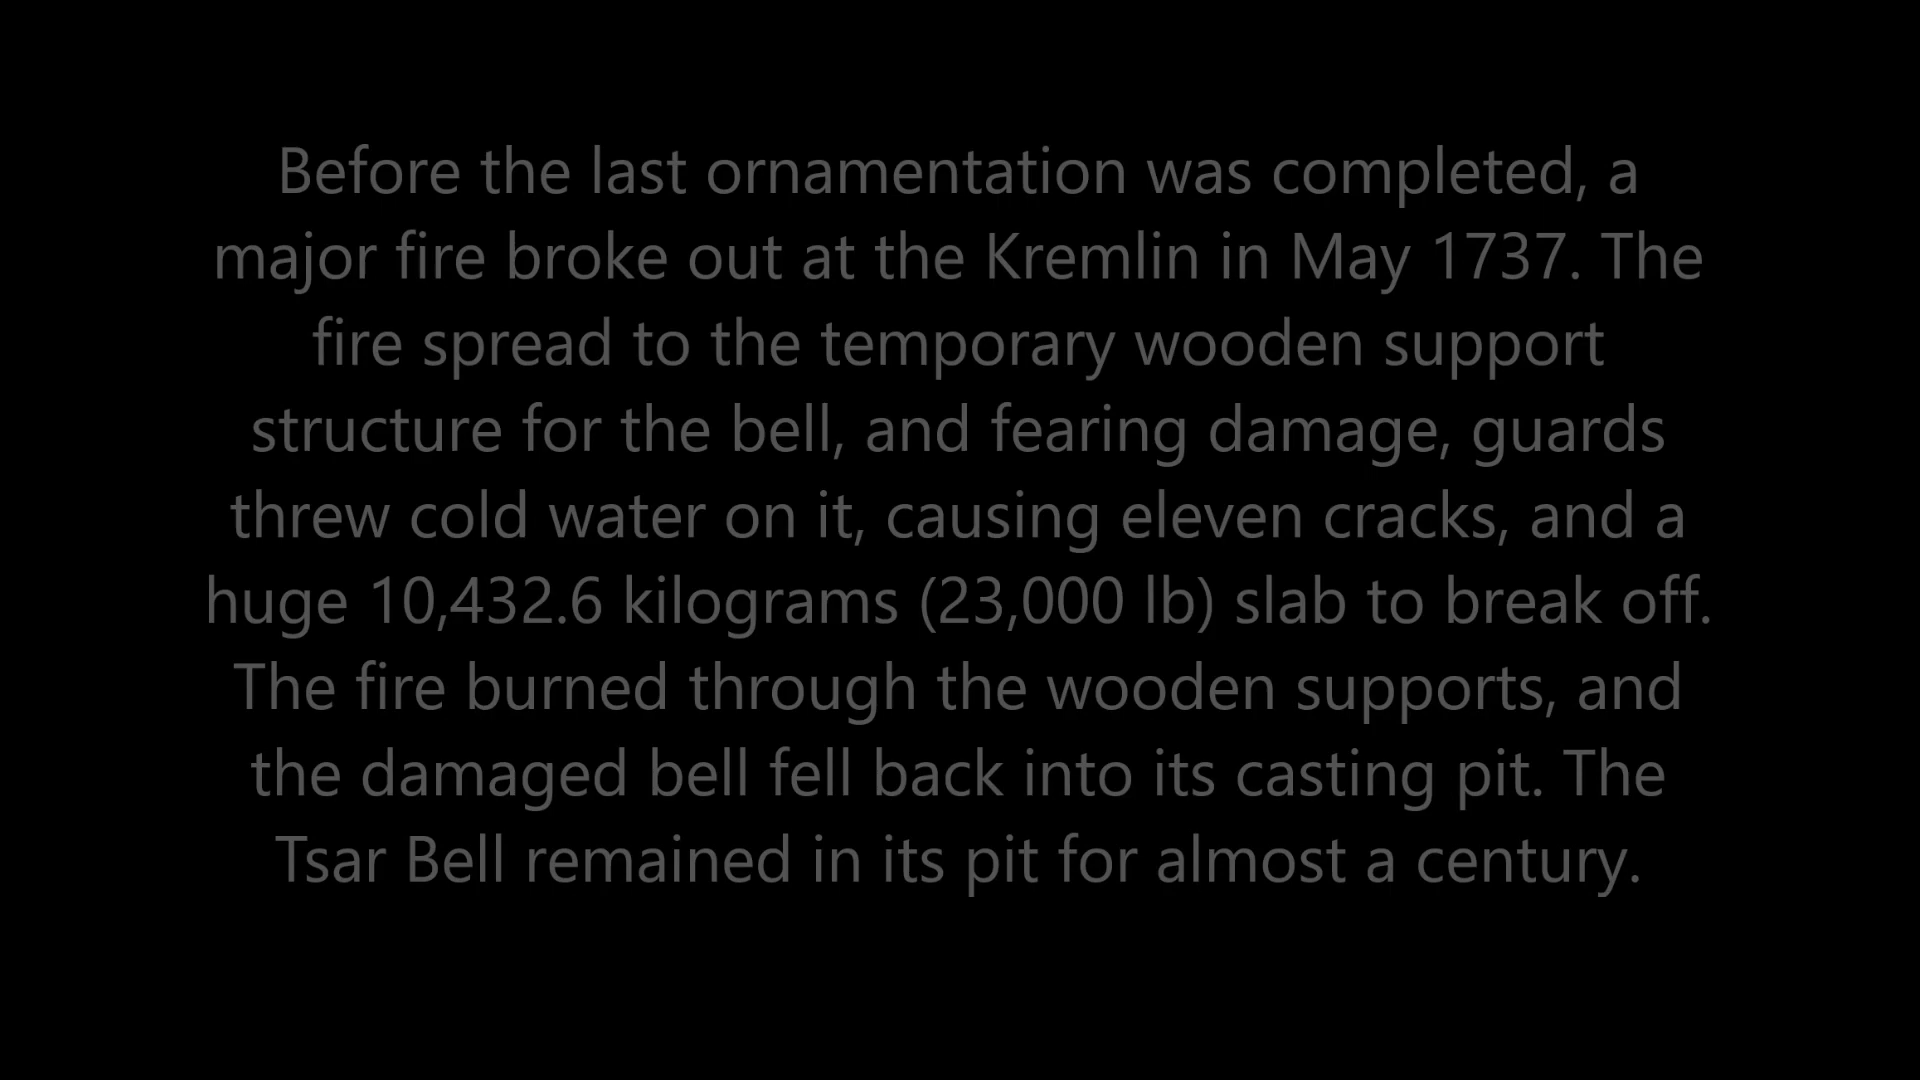 Before the last ornamentation was completed, a
major fire broke out at the Kremlin in May 1737. The
fire spread to the temporary wooden support
structure for the bell, and fearing damage, guards
threw cold water on it, causing eleven cracks, and a
huge 10,432.6 kilograms (23,000 lb) slab to break off.
The fire burned through the wooden supports, and
the damaged bell fell back into its casting pit. The
Tsar Bell remained in its pit for almost a century.